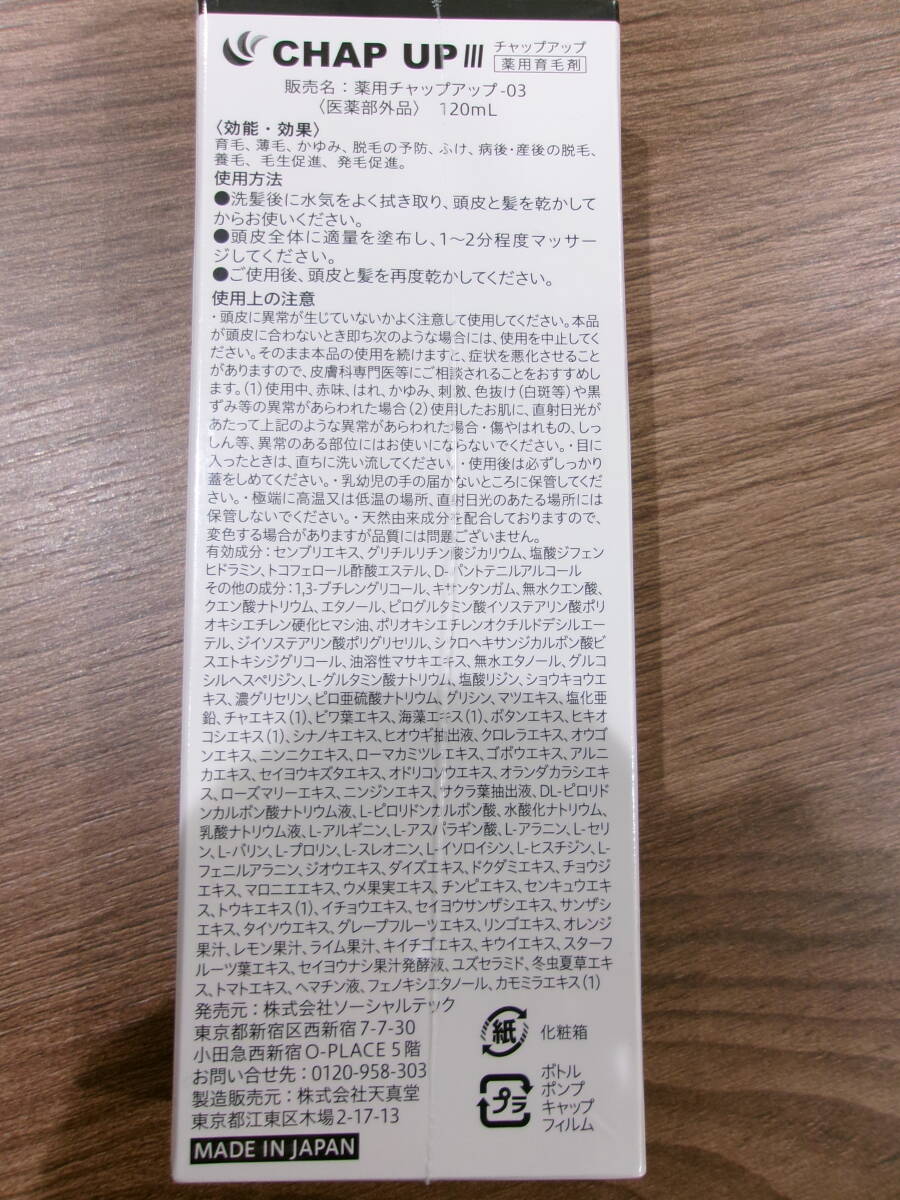 CHAP UP III チャップアップ
薬用育毛剤
販売名：薬用チャップアップ-03
〈医薬部外品〉 120mL
〈効能・効果〉
育毛、薄毛、かゆみ、脱毛の予防、ふけ、病後・産後の脱毛、
養毛、毛生促進、発毛促進。
使用方法
●洗髪後に水気をよく拭き取り、頭皮と髪を乾かして
からお使いください。
●頭皮全体に適量を塗布し、1～2分程度マッサー
ジしてください。
●ご使用後、頭皮と髪を再度乾かしてください。
使用上の注意
・頭皮に異常が生じていないかよく注意して使用してください。本品
が頭皮に合わないとき即ち次のような場合には、使用を中止してく
ださい。そのまま本品の使用を続けますと、症状を悪化させること
がありますので、皮膚科専門医等にご相談されることをおすすめし
ます。(1)使用中、赤味、はれ、かゆみ、刺激、色抜け(白斑等)や黒
ずみ等の異常があらわれた場合(2)使用したお肌に、直射日光が
あたって上記のような異常があらわれた場合・傷やはれもの、しっ
しん等、異常のある部位にはお使いにならないでください。・目に
入ったときは、直ちに洗い流してください。・使用後は必ずしっかり
蓋をしめてください。・乳幼児の手の届かないところに保管してくだ
さい。・極端に高温又は低温の場所、直射日光のあたる場所には
保管しないでください。・天然由来成分を配合しておりますので、
変色する場合がありますが品質には問題ございません。
有効成分：センブリエキス、グリチルリチン酸ジカリウム、塩酸ジフェン
ヒドラミン、トコフェロール酢酸エステル、D-パントテニルアルコール
その他の成分：1,3-ブチレングリコール、キサンタンガム、無水クエン酸、
クエン酸ナトリウム、エタノール、ピログルタミン酸イソステアリン酸ポリ
オキシエチレン硬化ヒマシ油、ポリオキシエチレンオクチルドデシルエー
テル、ジイソステアリン酸ポリグリセリル、シクロヘキサンジカルボン酸ビ
スエトキシジグリコール、油溶性マサキエキス、無水エタノール、グルコ
シルヘスペリジン、L-グルタミン酸ナトリウム、塩酸リジン、ショウキョウエ
キス、濃グリセリン、ピロ亜硫酸ナトリウム、グリシン、マツエキス、塩化亜
鉛、チャエキス(1)、ビワ葉エキス、海藻エキス(1)、ボタンエキス、ヒキオ
コシエキス(1)、シナノキエキス、ヒオウギ抽出液、クロレラエキス、オウゴ
ンエキス、ニンニクエキス、ローマカミツレエキス、ゴボウエキス、アルニ
カエキス、セイヨウキズタエキス、オドリコソウエキス、オランダカラシエキ
ス、ローズマリーエキス、ニンジンエキス、サクラ葉抽出液、DL-ピロリド
ンカルボン酸ナトリウム液、L-ピロリドンカルボン酸、水酸化ナトリウム、
乳酸ナトリウム液、L-アルギニン、L-アスパラギン酸、L-アラニン、L-セリ
ン、L-バリン、L-プロリン、L-スレオニン、L-イソロイシン、L-ヒスチジン、L-
フェニルアラニン、ジオウエキス、ダイズエキス、ドクダミエキス、チョウジ
エキス、マロニエエキス、ウメ果実エキス、チンピエキス、センキュウエキ
ス、トウキエキス(1)、イチョウエキス、セイヨウサンザシエキス、サンザシ
エキス、タイソウエキス、グレープフルーツエキス、リンゴエキス、オレンジ
果汁、レモン果汁、ライム果汁、キイチゴエキス、キウイエキス、スターフ
ルーツ葉エキス、セイヨウナシ果汁発酵液、ユズセラミド、冬虫夏草エキ
ス、トマトエキス、ヘマチン液、フェノキシエタノール、カモミラエキス(1)
発売元：株式会社ソーシャルテック
東京都新宿区西新宿7-7-30
小田急西新宿O-PLACE 5階
お問い合せ先：0120-958-303
製造販売元：株式会社天真堂
東京都江東区木場2-17-13
MADE IN JAPAN
紙 化粧箱
プラ ボトル
ポンプ
キャップ
フィルム